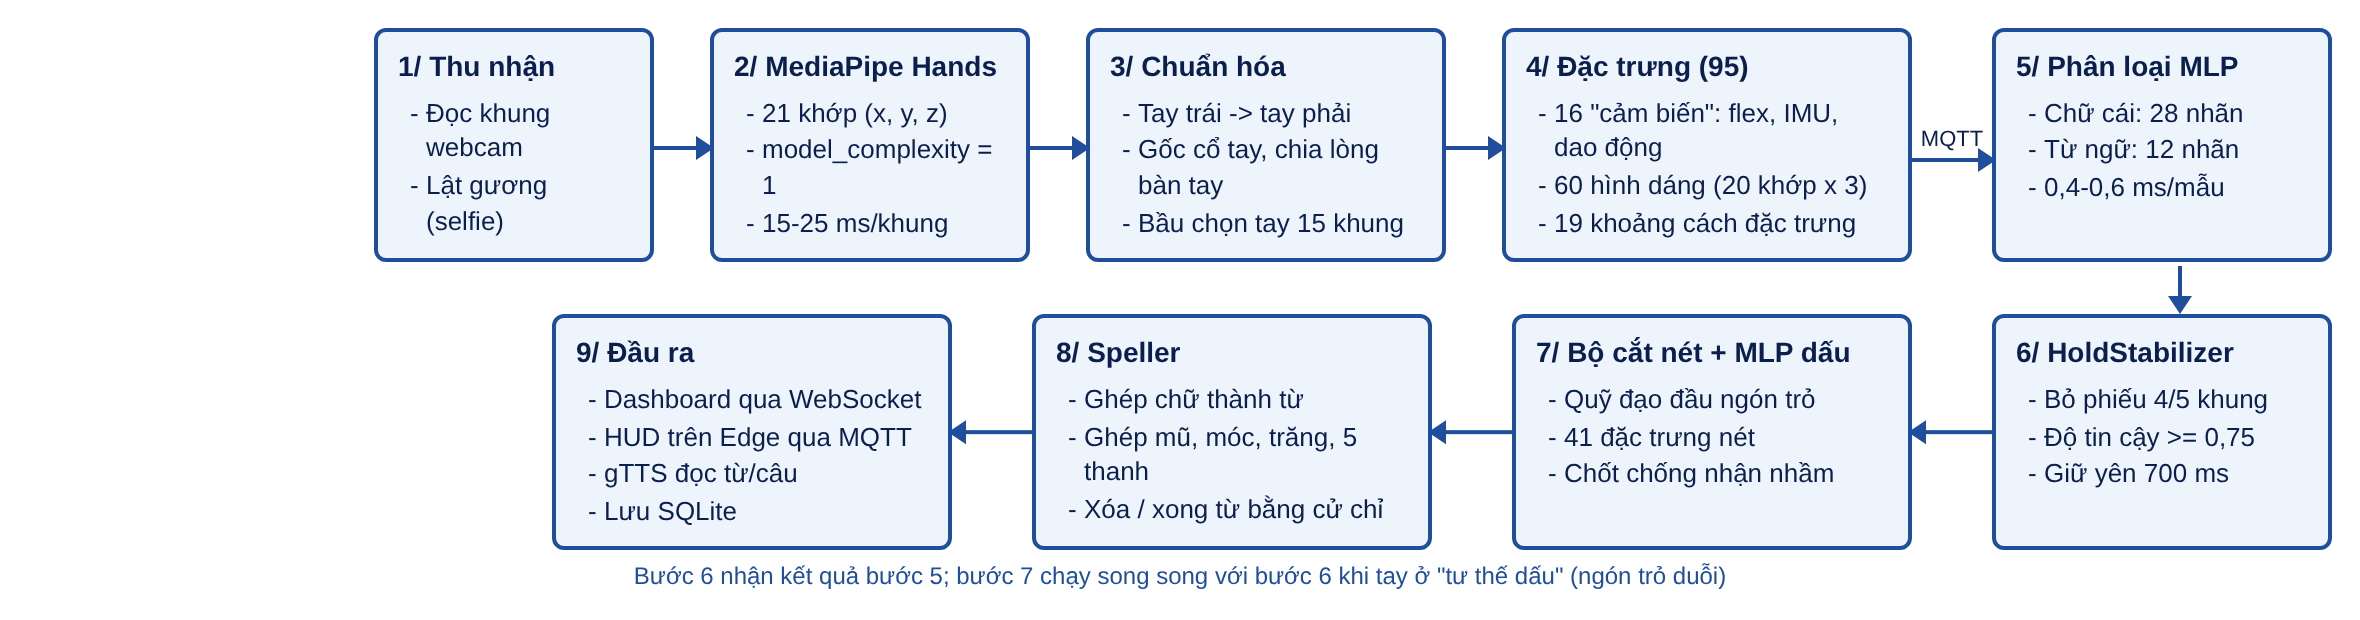 1/ Thu nhận
- Đọc khung
webcam
- Lật gương
(selfie)
2/ MediaPipe Hands
- 21 khớp (x, y, z)
- model_complexity =
1
- 15-25 ms/khung
3/ Chuẩn hóa
- Tay trái -> tay phải
- Gốc cổ tay, chia lòng
bàn tay
- Bầu chọn tay 15 khung
4/ Đặc trưng (95)
- 16 "cảm biến": flex, IMU,
dao động
- 60 hình dáng (20 khớp x 3)
- 19 khoảng cách đặc trưng
MQTT
5/ Phân loại MLP
- Chữ cái: 28 nhãn
- Từ ngữ: 12 nhãn
- 0,4-0,6 ms/mẫu
6/ HoldStabilizer
- Bỏ phiếu 4/5 khung
- Độ tin cậy >= 0,75
- Giữ yên 700 ms
7/ Bộ cắt nét + MLP dấu
- Quỹ đạo đầu ngón trỏ
- 41 đặc trưng nét
- Chốt chống nhận nhầm
8/ Speller
- Ghép chữ thành từ
- Ghép mũ, móc, trăng, 5
thanh
- Xóa / xong từ bằng cử chỉ
9/ Đầu ra
- Dashboard qua WebSocket
- HUD trên Edge qua MQTT
- gTTS đọc từ/câu
- Lưu SQLite
Bước 6 nhận kết quả bước 5; bước 7 chạy song song với bước 6 khi tay ở "tư thế dấu" (ngón trỏ duỗi)